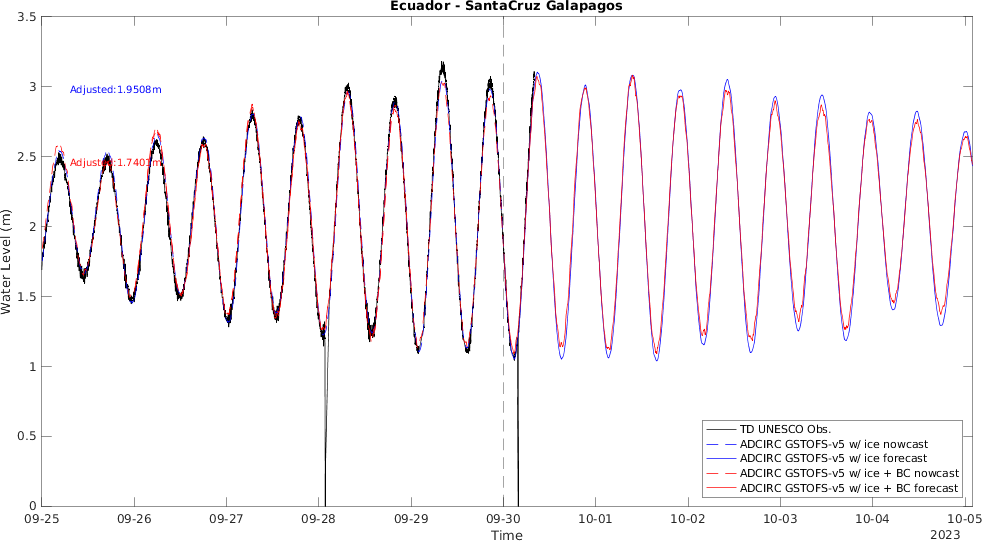 Ecuador - SantaCruz Galapagos
3.5
3
2.5
2
1.5
1
0.5
0
Water Level (m)
Adjusted:1.9508m
Adjusted:1.7401m
TD UNESCO Obs.
ADCIRC GSTOFS-v5 w/ ice nowcast
ADCIRC GSTOFS-v5 w/ ice forecast
ADCIRC GSTOFS-v5 w/ ice + BC nowcast
ADCIRC GSTOFS-v5 w/ ice + BC forecast
09-25 09-26 09-27 09-28 09-29 09-30 10-01 10-02 10-03 10-04 10-05
Time
2023